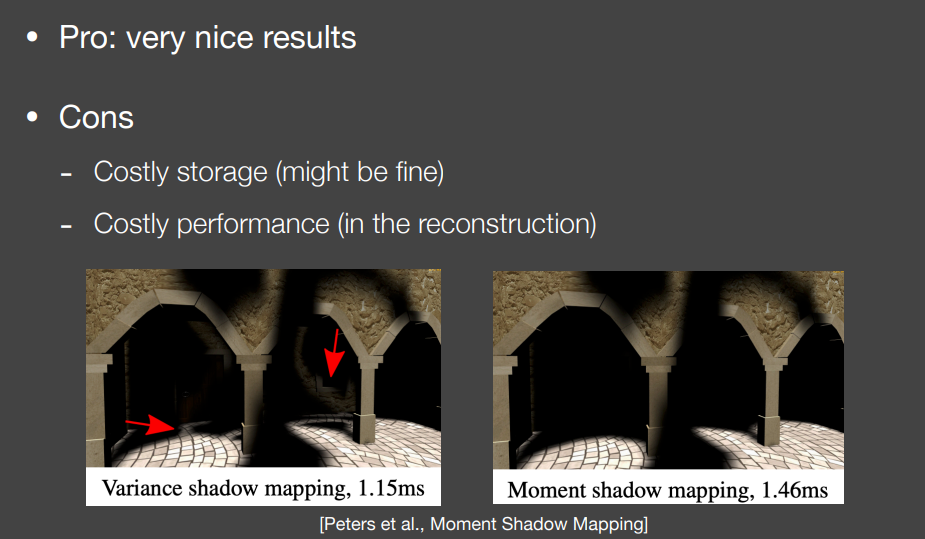 • Pro: very nice results
• Cons
- Costly storage (might be fine)
- Costly performance (in the reconstruction)
Variance shadow mapping, 1.15ms
Moment shadow mapping, 1.46ms
[Peters et al., Moment Shadow Mapping]